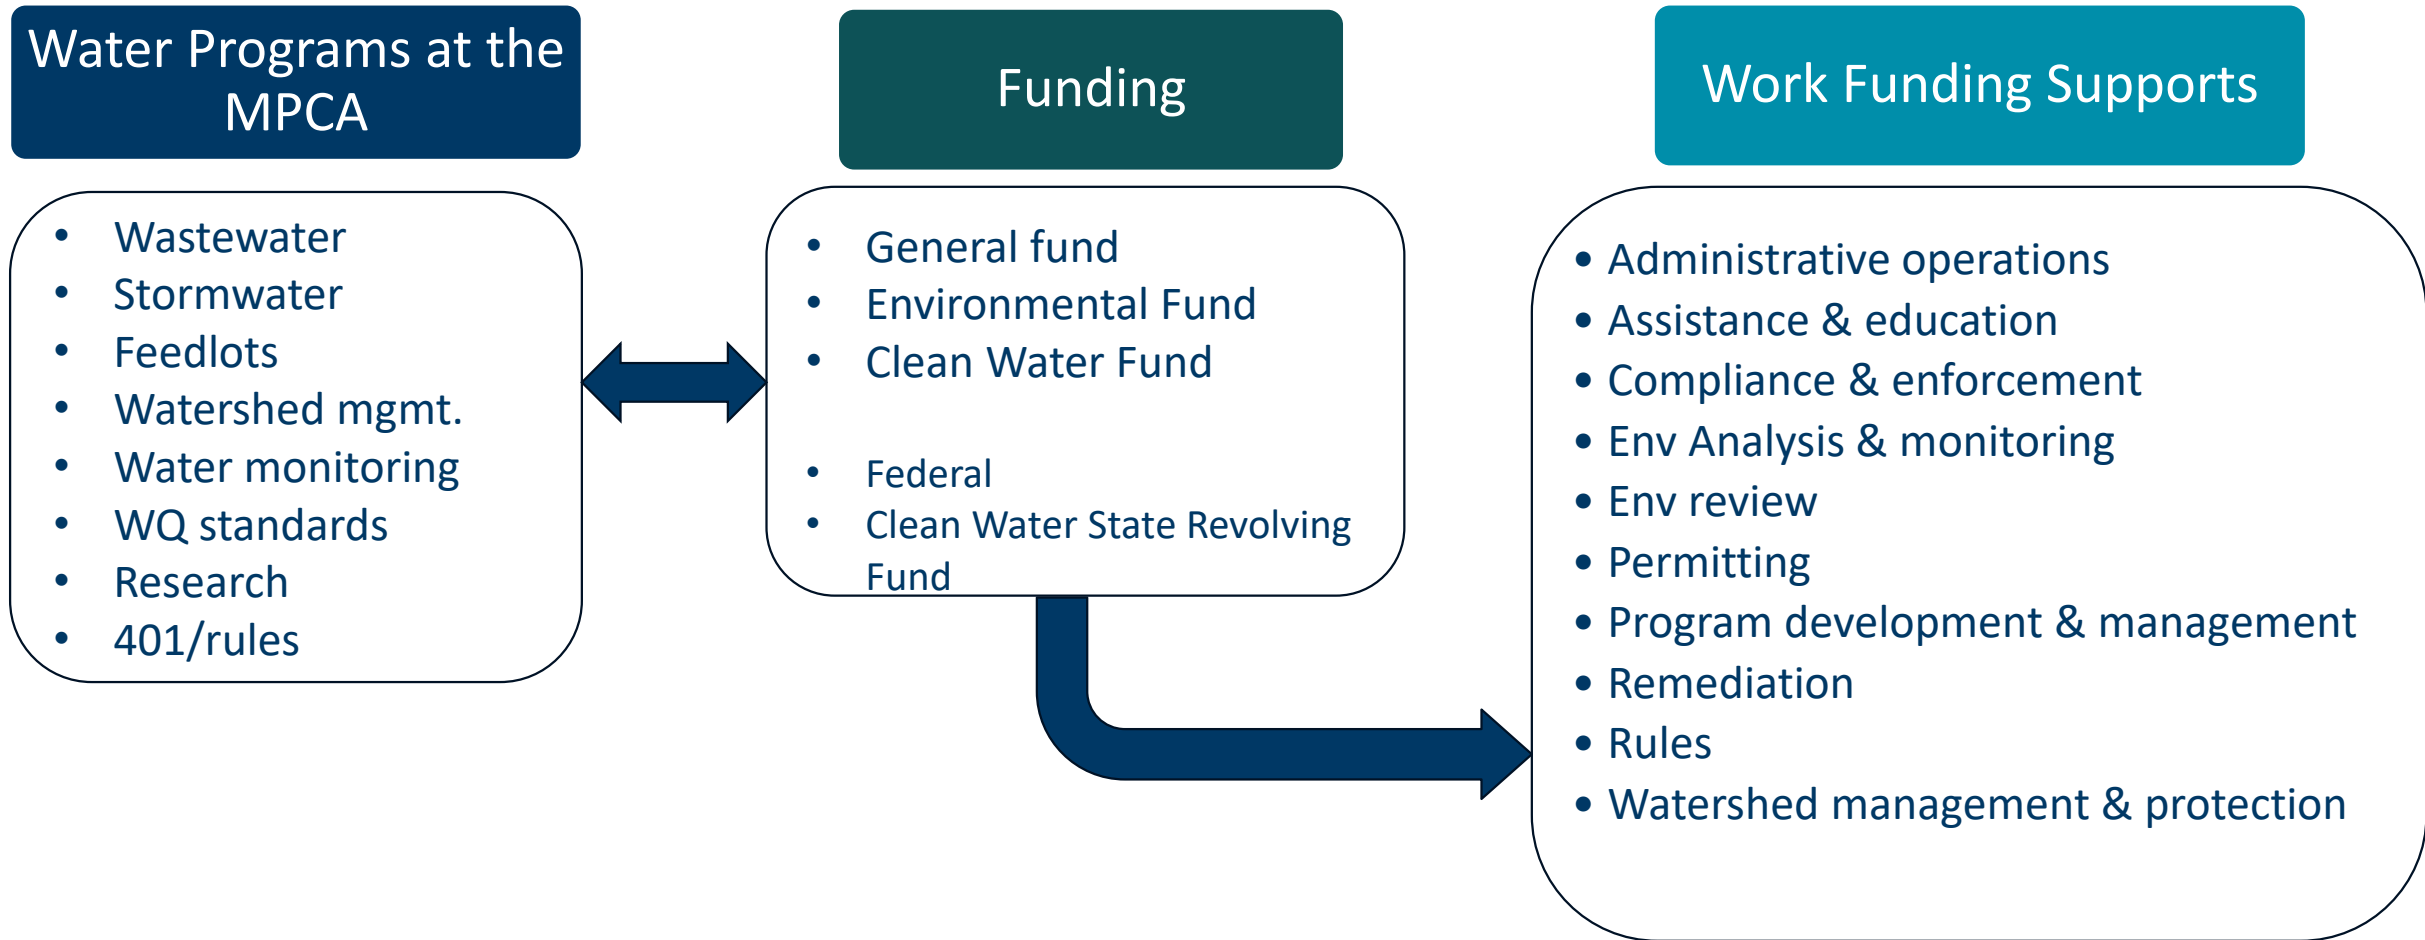 Water Programs at the
MPCA
• Wastewater
• Stormwater
• Feedlots
• Watershed mgmt.
• Water monitoring
• WQ standards
• Research
• 401/rules
Funding
• General fund
• Environmental Fund
• Clean Water Fund
• Federal
• Clean Water State Revolving
Fund
Work Funding Supports
• Administrative operations
• Assistance & education
• Compliance & enforcement
• Env Analysis & monitoring
• Env review
• Permitting
• Program development & management
• Remediation
• Rules
• Watershed management & protection